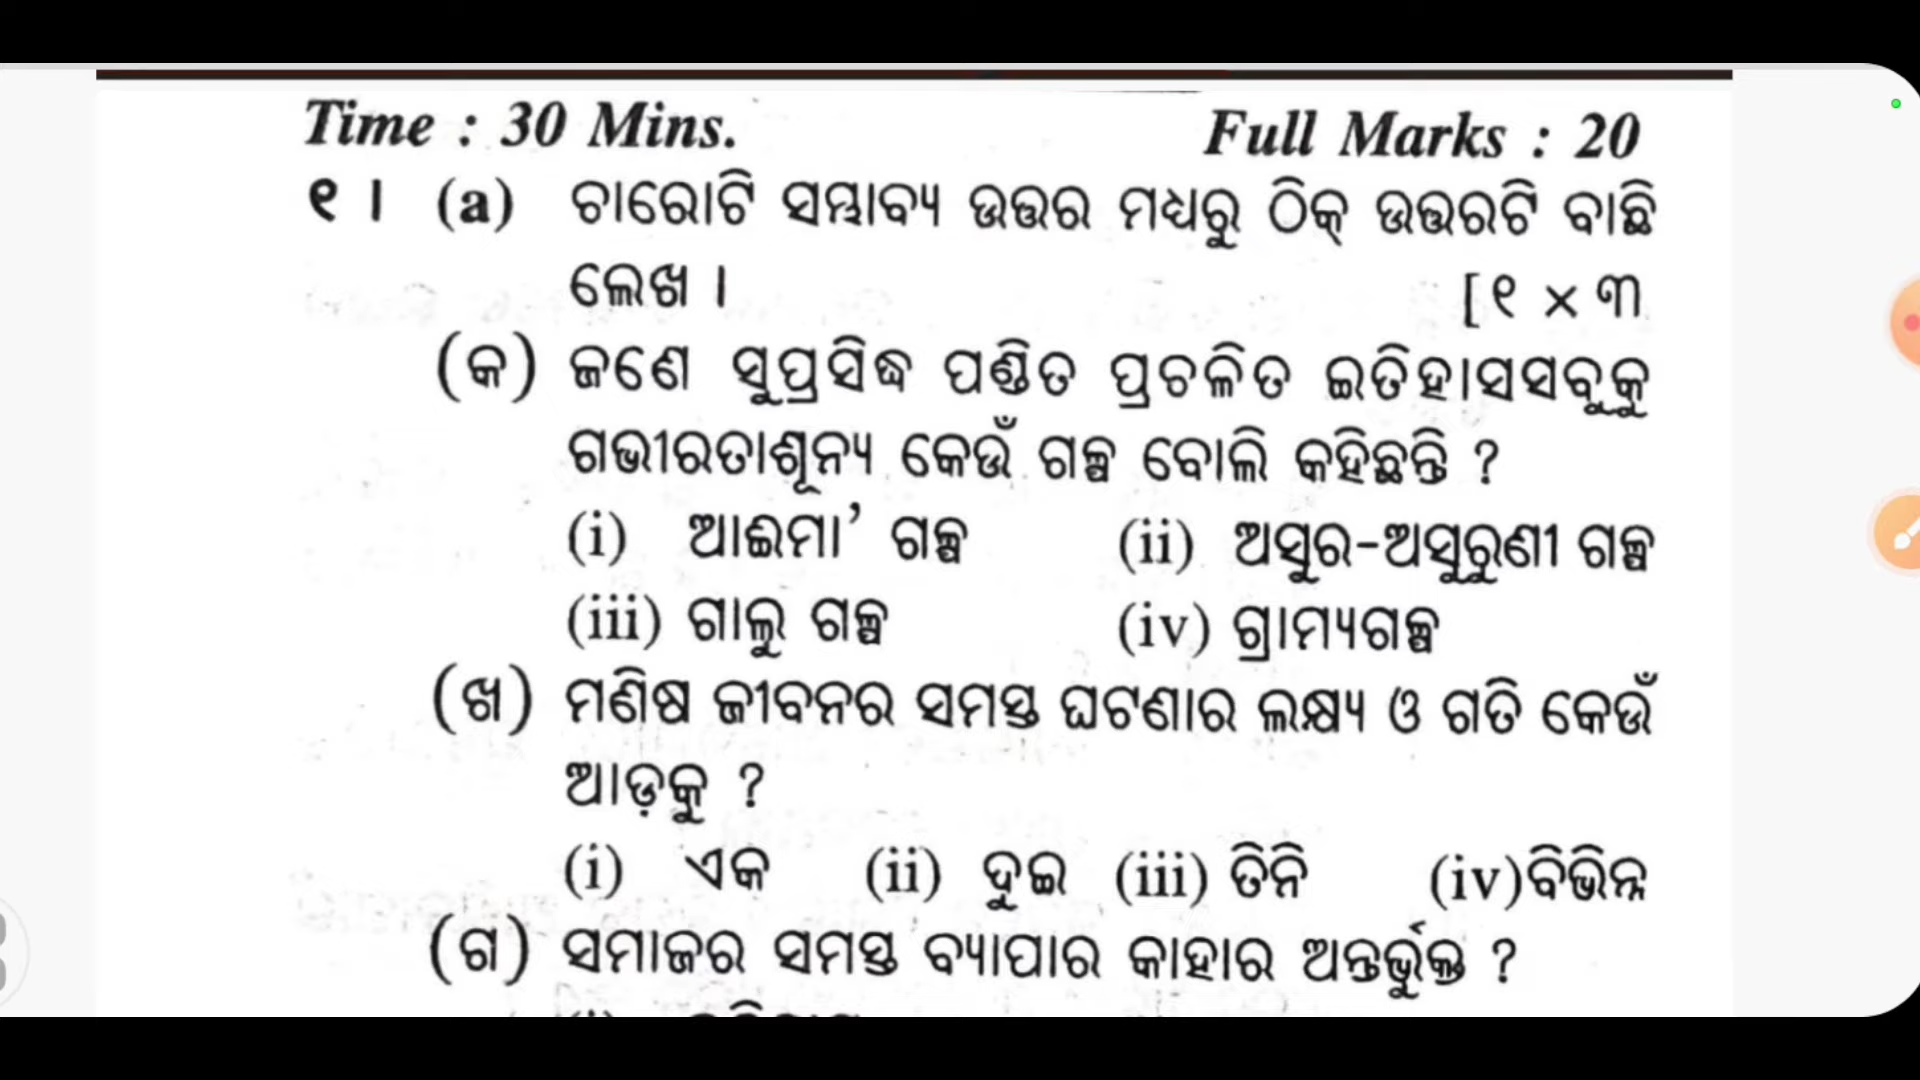 Time : 30 Mins. Full Marks : 20
୧ । (a) ଚାରୋଟି ସମ୍ଭାବ୍ୟ ଉତ୍ତର ମଧ୍ୟରୁ ଠିକ୍ ଉତ୍ତରଟି ବାଛି
ଲେଖ । [୧ × ୩
(କ) ଜଣେ ସୁପ୍ରସିଦ୍ଧ ପଣ୍ଡିତ ପ୍ରଚଳିତ ଇତିହାସସବୁକୁ
ଗଭୀରତାଶୂନ୍ୟ କେଉଁ ଗଳ୍ପ ବୋଲି କହିଛନ୍ତି ?
(i) ଆଈମା’ ଗଳ୍ପ (ii) ଅସୁର-ଅସୁରୁଣୀ ଗଳ୍ପ
(iii) ଗାଲୁ ଗଳ୍ପ (iv) ଗ୍ରାମ୍ୟଗଳ୍ପ
(ଖ) ମଣିଷ ଜୀବନର ସମସ୍ତ ଘଟଣାର ଲକ୍ଷ୍ୟ ଓ ଗତି କେଉଁ
ଆଡ଼କୁ ?
(i) ଏକ (ii) ଦୁଇ (iii) ତିନି (iv) ବିଭିନ୍ନ
(ଗ) ସମାଜର ସମସ୍ତ ବ୍ୟାପାର କାହାର ଅନ୍ତର୍ଭୁକ୍ତ ?